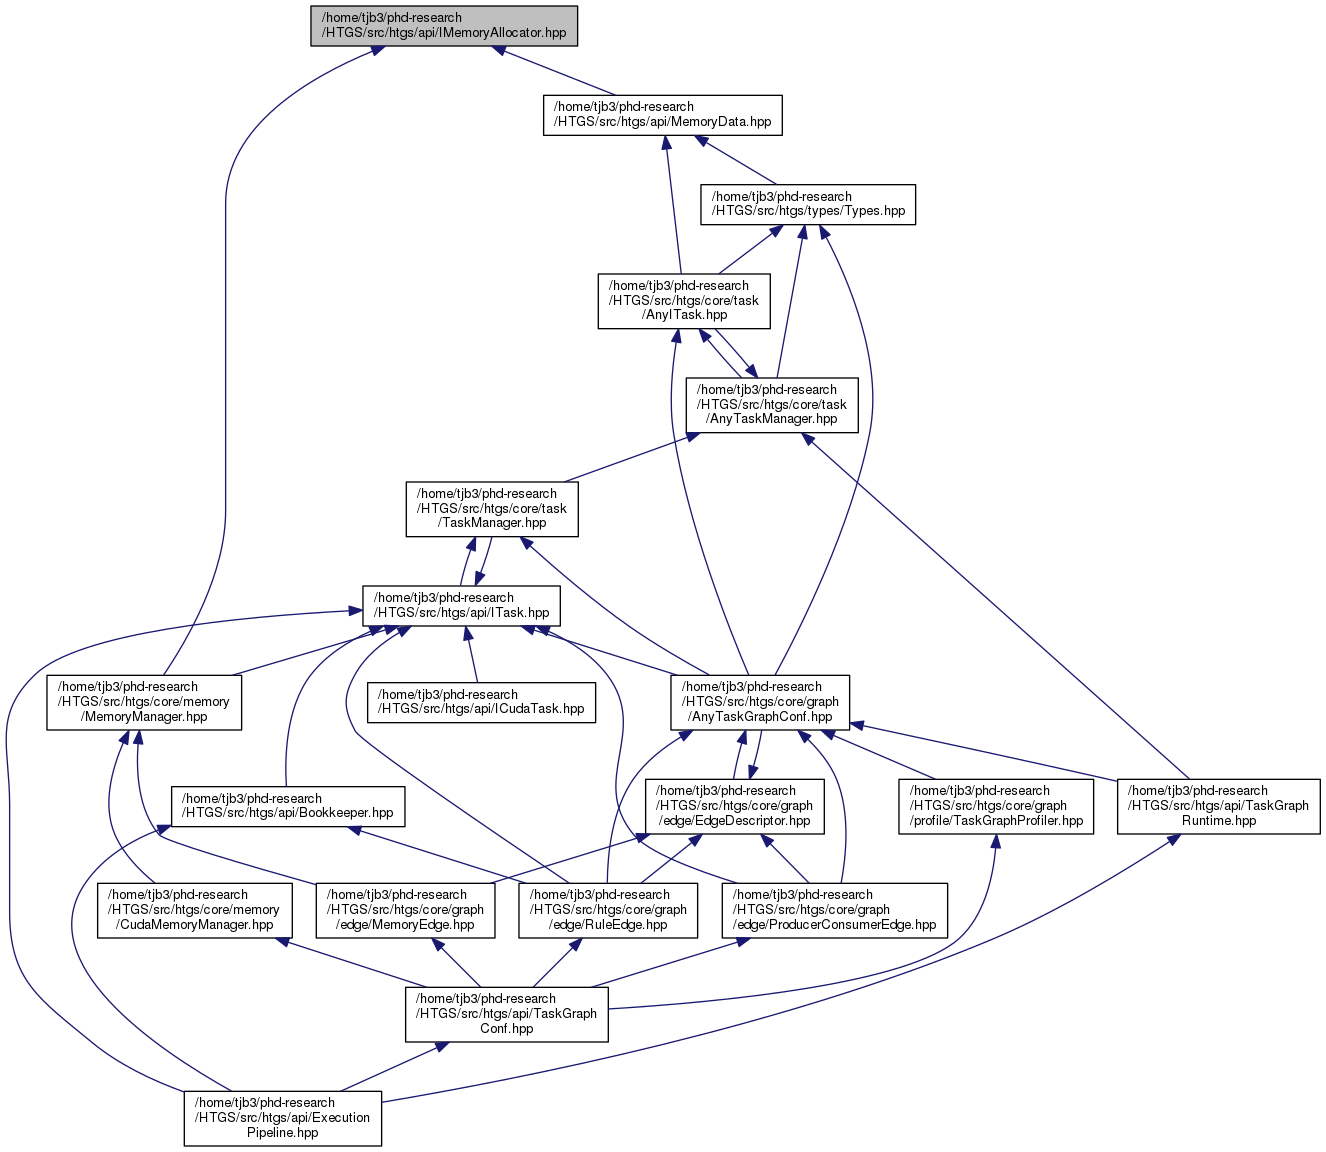 /home/tjb3/phd-research
/HTGS/src/htgs/api/IMemoryAllocator.hpp
/home/tjb3/phd-research
/HTGS/src/htgs/api/MemoryData.hpp
/home/tjb3/phd-research
/HTGS/src/htgs/types/Types.hpp
/home/tjb3/phd-research
/HTGS/src/htgs/core/task
/AnyITask.hpp
/home/tjb3/phd-research
/HTGS/src/htgs/core/task
/AnyTaskManager.hpp
/home/tjb3/phd-research
/HTGS/src/htgs/core/task
/TaskManager.hpp
/home/tjb3/phd-research
/HTGS/src/htgs/api/ITask.hpp
/home/tjb3/phd-research
/HTGS/src/htgs/core/memory
/MemoryManager.hpp
/home/tjb3/phd-research
/HTGS/src/htgs/api/ICudaTask.hpp
/home/tjb3/phd-research
/HTGS/src/htgs/core/graph
/AnyTaskGraphConf.hpp
/home/tjb3/phd-research
/HTGS/src/htgs/api/Bookkeeper.hpp
/home/tjb3/phd-research
/HTGS/src/htgs/core/graph
/edge/EdgeDescriptor.hpp
/home/tjb3/phd-research
/HTGS/src/htgs/core/graph
/profile/TaskGraphProfiler.hpp
/home/tjb3/phd-research
/HTGS/src/htgs/api/TaskGraph
Runtime.hpp
/home/tjb3/phd-research
/HTGS/src/htgs/core/memory
/CudaMemoryManager.hpp
/home/tjb3/phd-research
/HTGS/src/htgs/core/graph
/edge/MemoryEdge.hpp
/home/tjb3/phd-research
/HTGS/src/htgs/core/graph
/edge/RuleEdge.hpp
/home/tjb3/phd-research
/HTGS/src/htgs/core/graph
/edge/ProducerConsumerEdge.hpp
/home/tjb3/phd-research
/HTGS/src/htgs/api/TaskGraph
Conf.hpp
/home/tjb3/phd-research
/HTGS/src/htgs/api/Execution
Pipeline.hpp